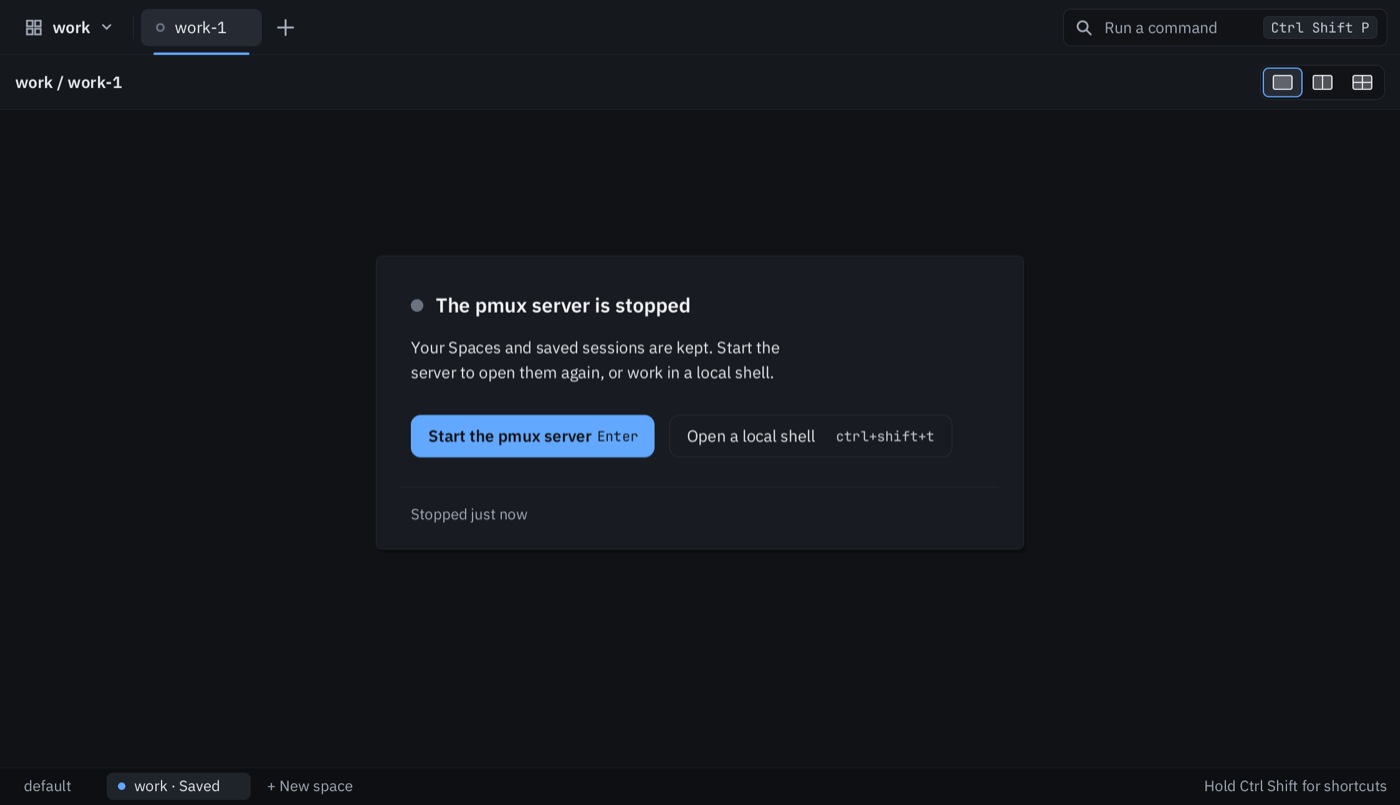 work
work-1
Run a command
Ctrl Shift P
work / work-1
The pmux server is stopped
Your Spaces and saved sessions are kept. Start the
server to open them again, or work in a local shell.
Start the pmux server Enter
Open a local shell ctrl+shift+t
Stopped just now
default
work · Saved
+ New space
Hold Ctrl Shift for shortcuts